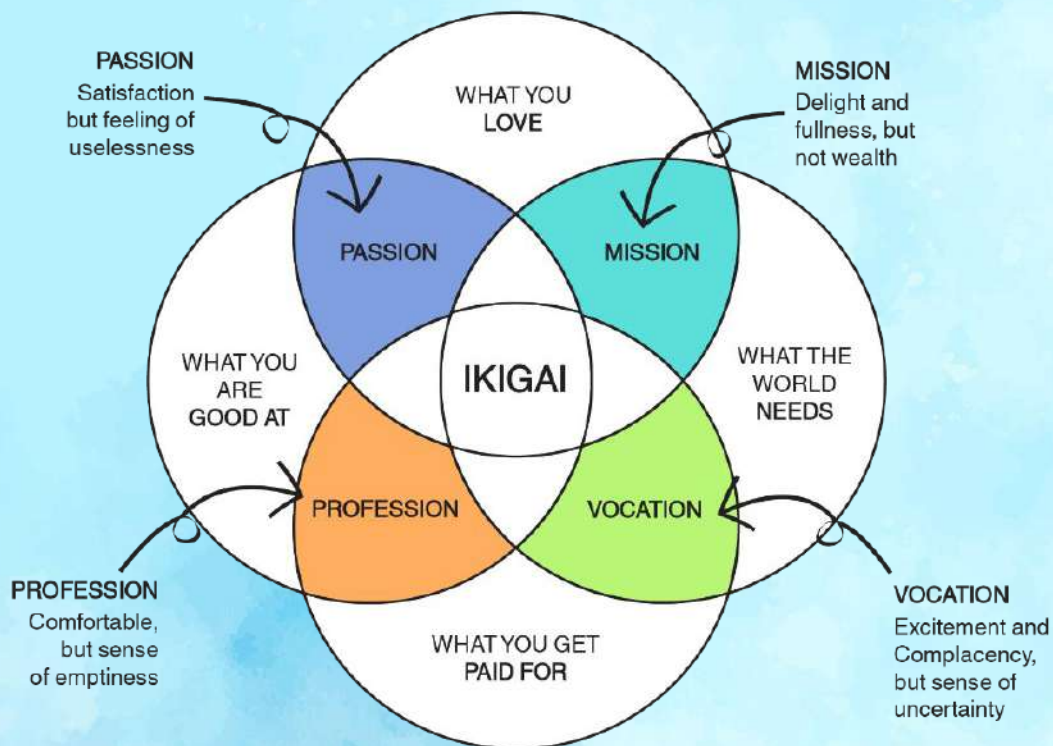 PASSION
Satisfaction
but feeling of
uselessness
WHAT YOU
LOVE
MISSION
Delight and
fullness, but
not wealth
PASSION
MISSION
WHAT YOU
ARE
GOOD AT
IKIGAI
WHAT THE
WORLD
NEEDS
PROFESSION
VOCATION
PROFESSION
Comfortable,
but sense
of emptiness
WHAT YOU GET
PAID FOR
VOCATION
Excitement and
Complacency,
but sense of
uncertainty